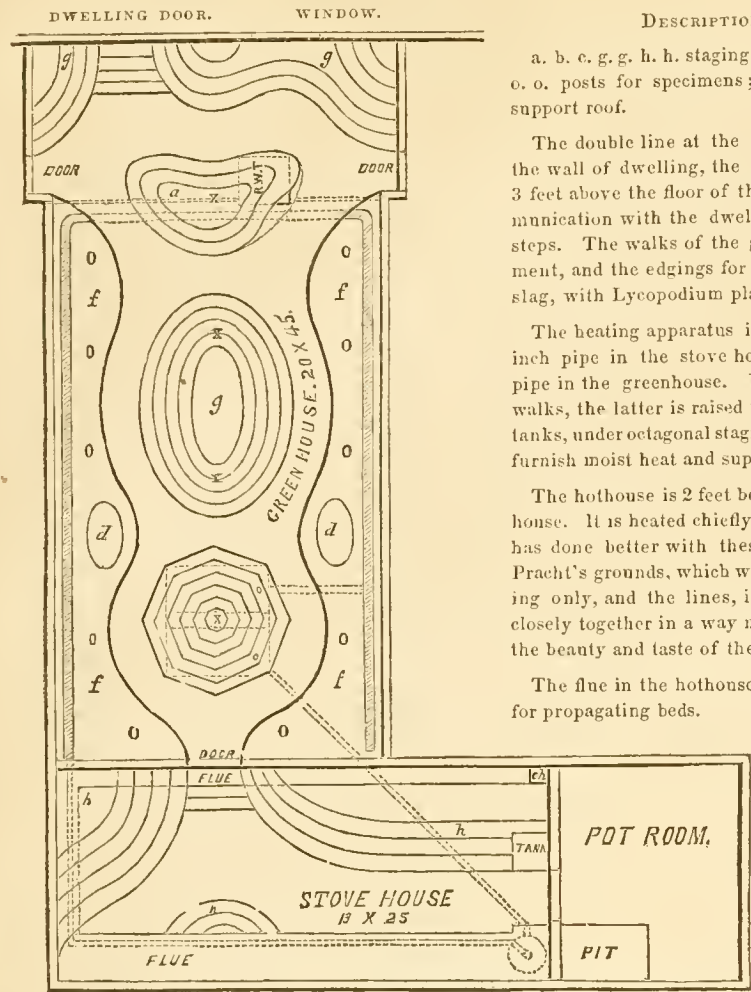 DWELLING DOOR. WINDOW.
g g
DOOR DOOR
a x R.W.T
o o
f f
o o
x
g
x
GREEN HOUSE. 20 X 45.
d d
x
o
o
o o
f f
o o
DOOR
FLUE ch
h h
TANK
POT ROOM.
STOVE HOUSE
13 X 25
h
FLUE
PIT
DESCRIPTIO
a. b. c. g. g. h. h. staging
o. o. posts for specimens;
support roof.
The double line at the
the wall of dwelling, the
3 feet above the floor of th
munication with the dwel
steps. The walks of the
ment, and the edgings for
slag, with Lycopodium pla
The heating apparatus i
inch pipe in the stove ho
pipe in the greenhouse.
walks, the latter is raised
tanks, under octagonal stag
furnish moist heat and sup
The hothouse is 2 feet be
house. It is heated chiefly
has done better with thes
Pracht's grounds, which w
ing only, and the lines, i
closely together in a way
the beauty and taste of the
The flue in the hothouse
for propagating beds.